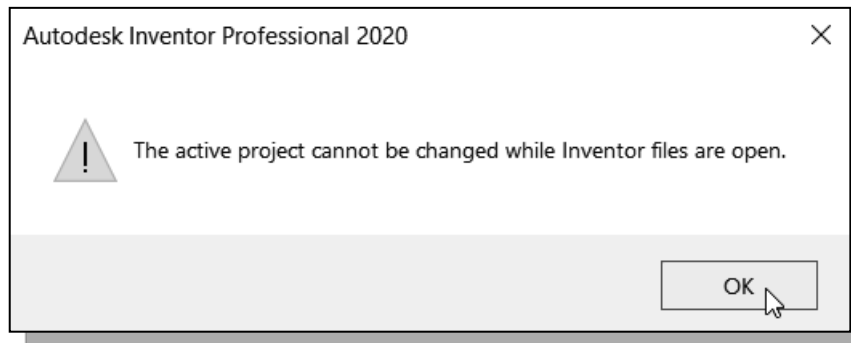 Autodesk Inventor Professional 2020
The active project cannot be changed while Inventor files are open.
OK